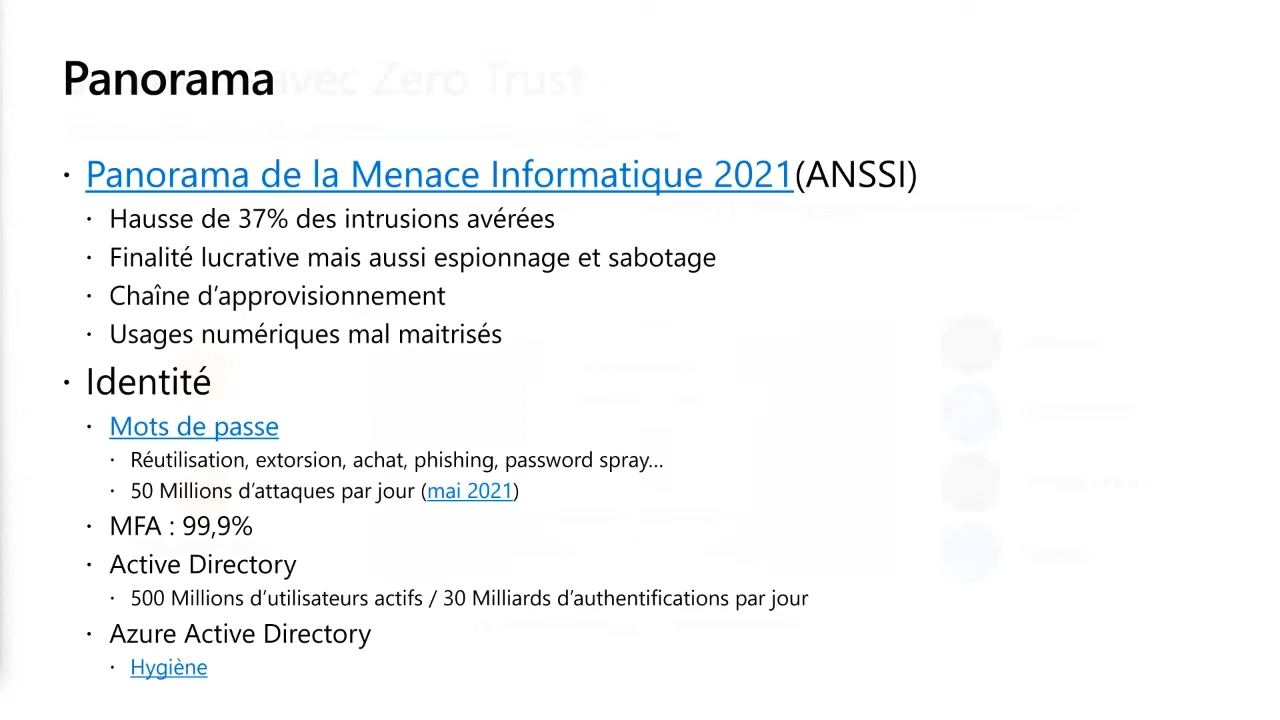 Panorama avec Zero Trust
· Panorama de la Menace Informatique 2021(ANSSI)
· Hausse de 37% des intrusions avérées
· Finalité lucrative mais aussi espionnage et sabotage
· Chaîne d’approvisionnement
· Usages numériques mal maitrisés
· Identité
· Mots de passe
· Réutilisation, extorsion, achat, phishing, password spray...
· 50 Millions d’attaques par jour (mai 2021)
· MFA : 99,9%
· Active Directory
· 500 Millions d’utilisateurs actifs / 30 Milliards d’authentifications par jour
· Azure Active Directory
· Hygiène